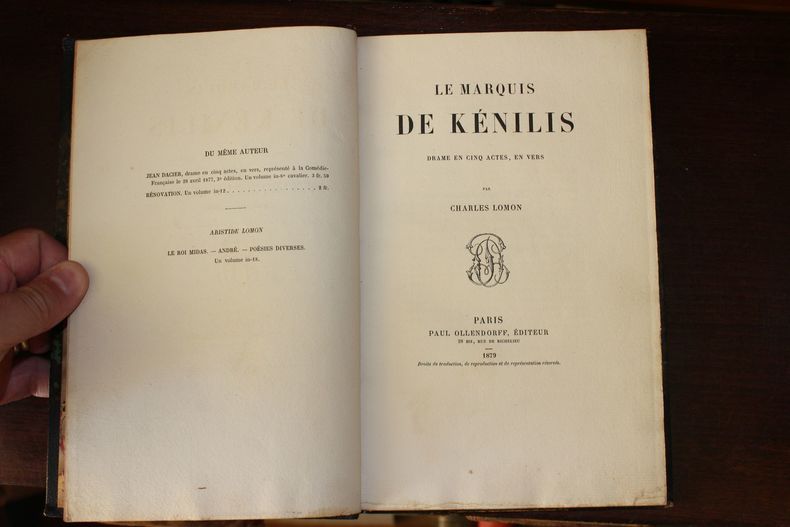 DU MÊME AUTEUR
JEAN DACIER, drame en cinq actes, en vers, représenté à la Comédie-
Française le 28 avril 1877, 3e édition. Un volume in-8° cavalier. 3 fr. 50
RÉNOVATION. Un volume in-12 . . . . . . . . . . . . . . . . 2 fr.
ARISTIDE LOMON
LE ROI MIDAS. — ANDRÉ. — POÉSIES DIVERSES.
Un volume in-18.
LE MARQUIS
DE KÉNILIS
DRAME EN CINQ ACTES, EN VERS
PAR
CHARLES LOMON
PARIS
PAUL OLLENDORFF, ÉDITEUR
28 BIS, RUE DE RICHELIEU
1879
Droits de traduction, de reproduction et de représentation réservés.